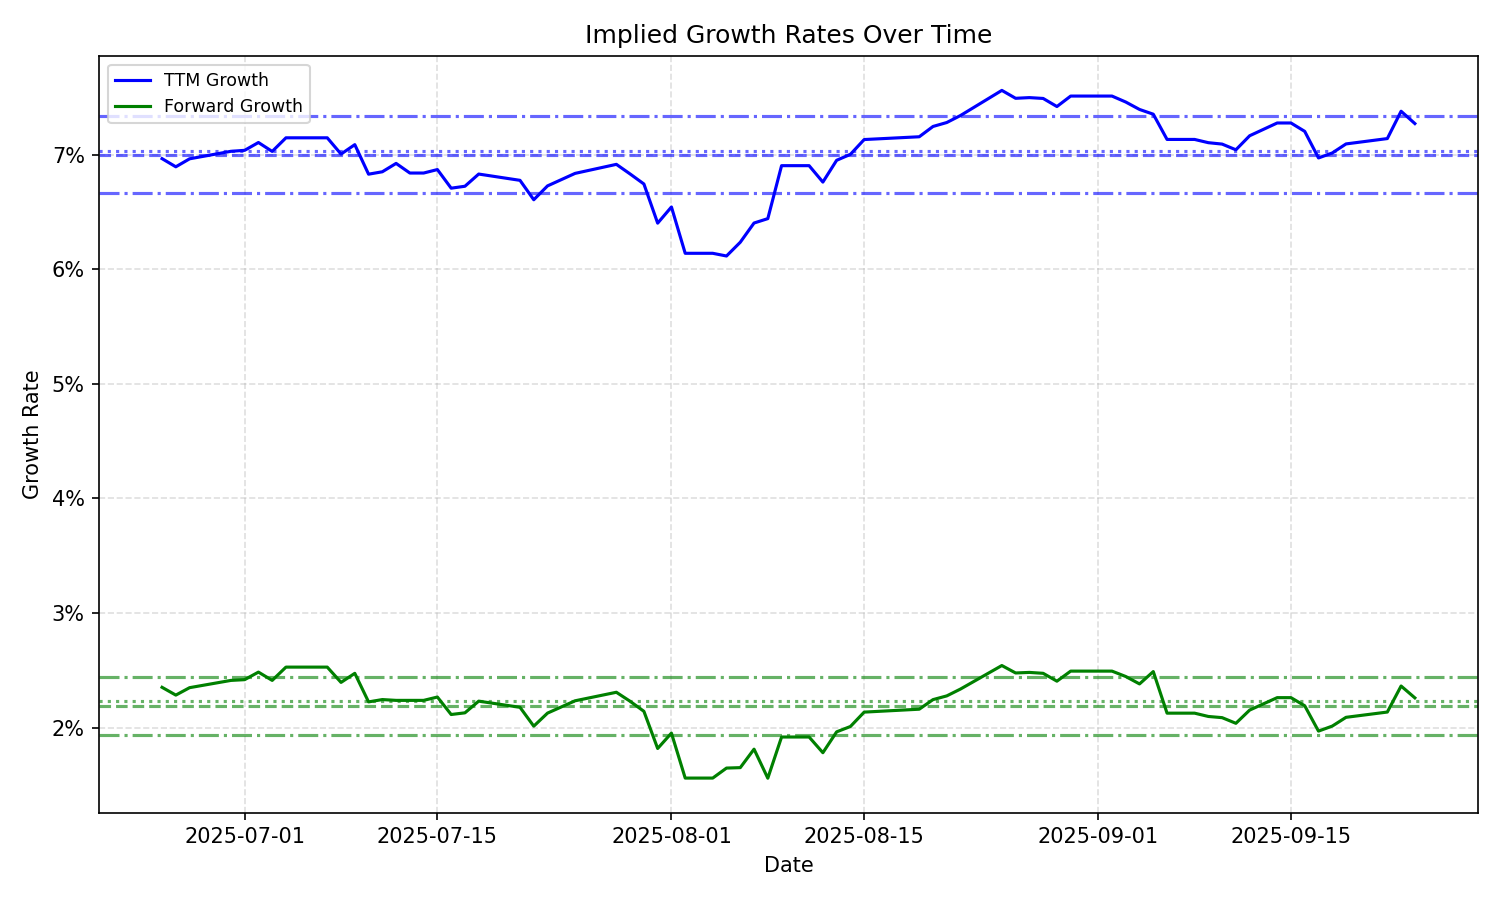 Implied Growth Rates Over Time
TTM Growth
Forward Growth
7%
6%
5%
4%
3%
2%
Growth Rate
2025-07-01
2025-07-15
2025-08-01
2025-08-15
2025-09-01
2025-09-15
Date